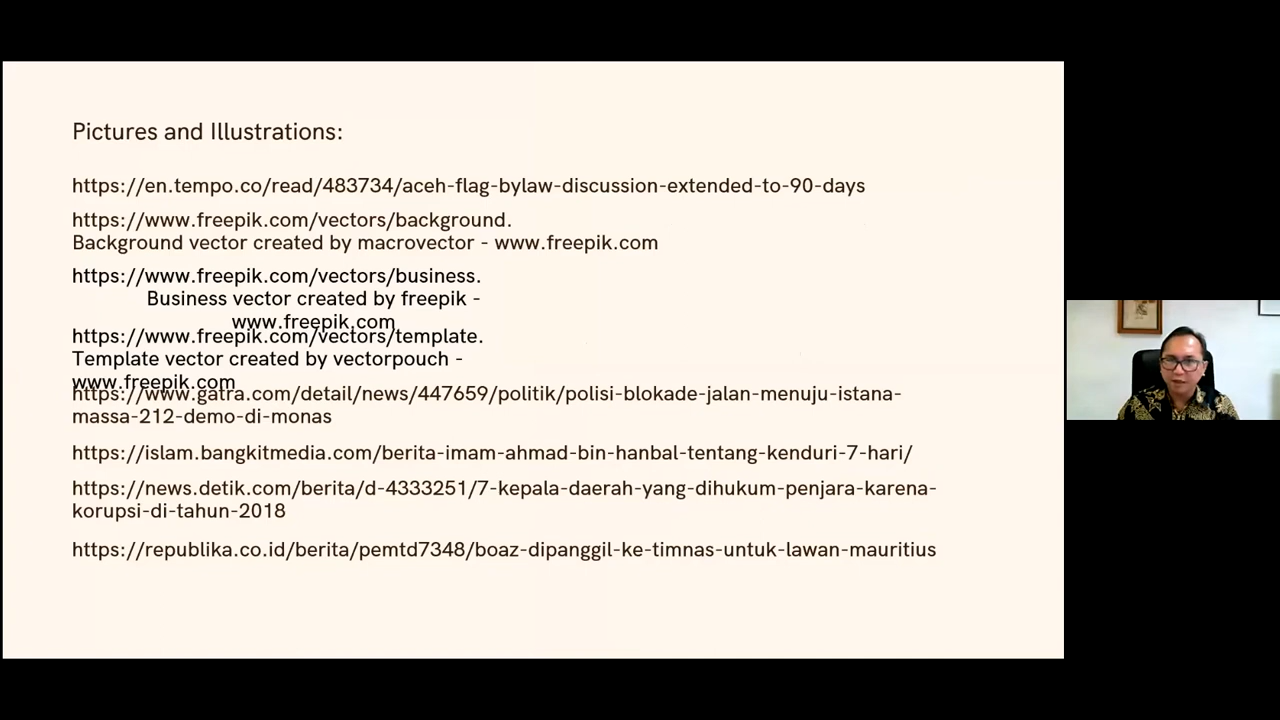 Pictures and Illustrations:
https://en.tempo.co/read/483734/aceh-flag-bylaw-discussion-extended-to-90-days
https://www.freepik.com/vectors/background.
Background vector created by macrovector - www.freepik.com
https://www.freepik.com/vectors/business.
Business vector created by freepik -
www.freepik.com
https://www.freepik.com/vectors/template.
Template vector created by vectorpouch -
www.freepik.com
https://www.gatra.com/detail/news/447659/politik/polisi-blokade-jalan-menuju-istana-
massa-212-demo-di-monas
https://islam.bangkitmedia.com/berita-imam-ahmad-bin-hanbal-tentang-kenduri-7-hari/
https://news.detik.com/berita/d-4333251/7-kepala-daerah-yang-dihukum-penjara-karena-
korupsi-di-tahun-2018
https://republika.co.id/berita/pemtd7348/boaz-dipanggil-ke-timnas-untuk-lawan-mauritius